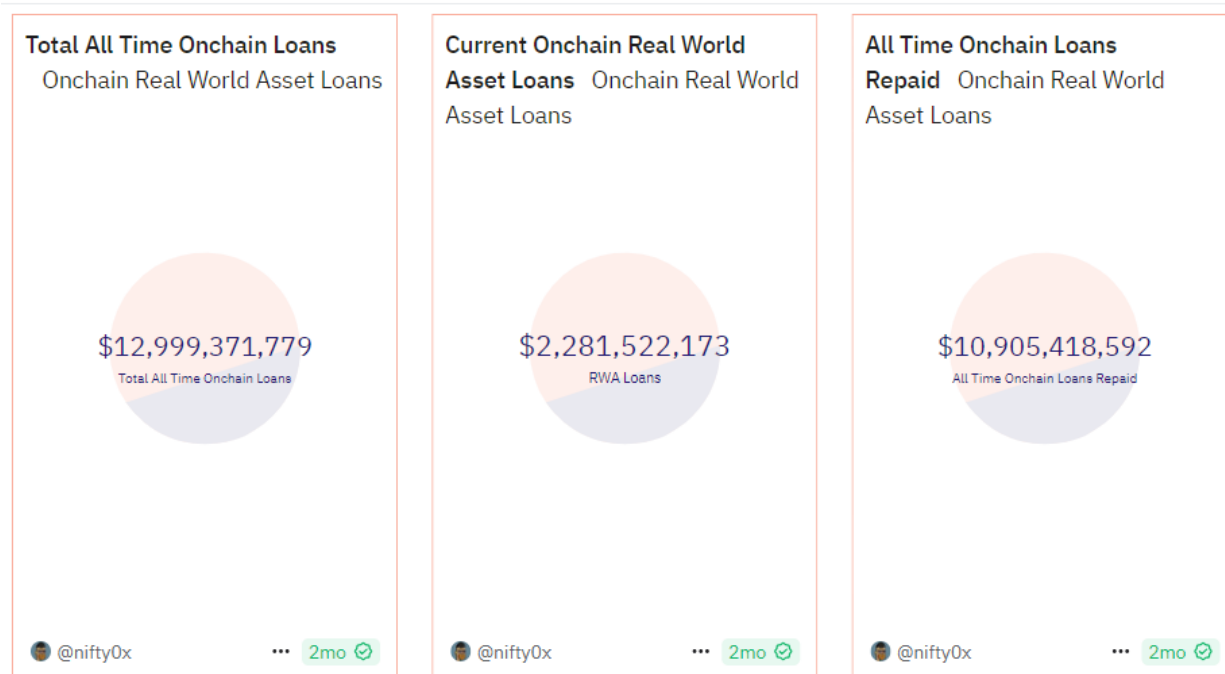 Total All Time Onchain Loans
Onchain Real World Asset Loans
$12,999,371,779
Total All Time Onchain Loans
@nifty0x
2mo
Current Onchain Real World
Asset Loans Onchain Real World
Asset Loans
$2,281,522,173
RWA Loans
@nifty0x
2mo
All Time Onchain Loans
Repaid Onchain Real World
Asset Loans
$10,905,418,592
All Time Onchain Loans Repaid
@nifty0x
2mo